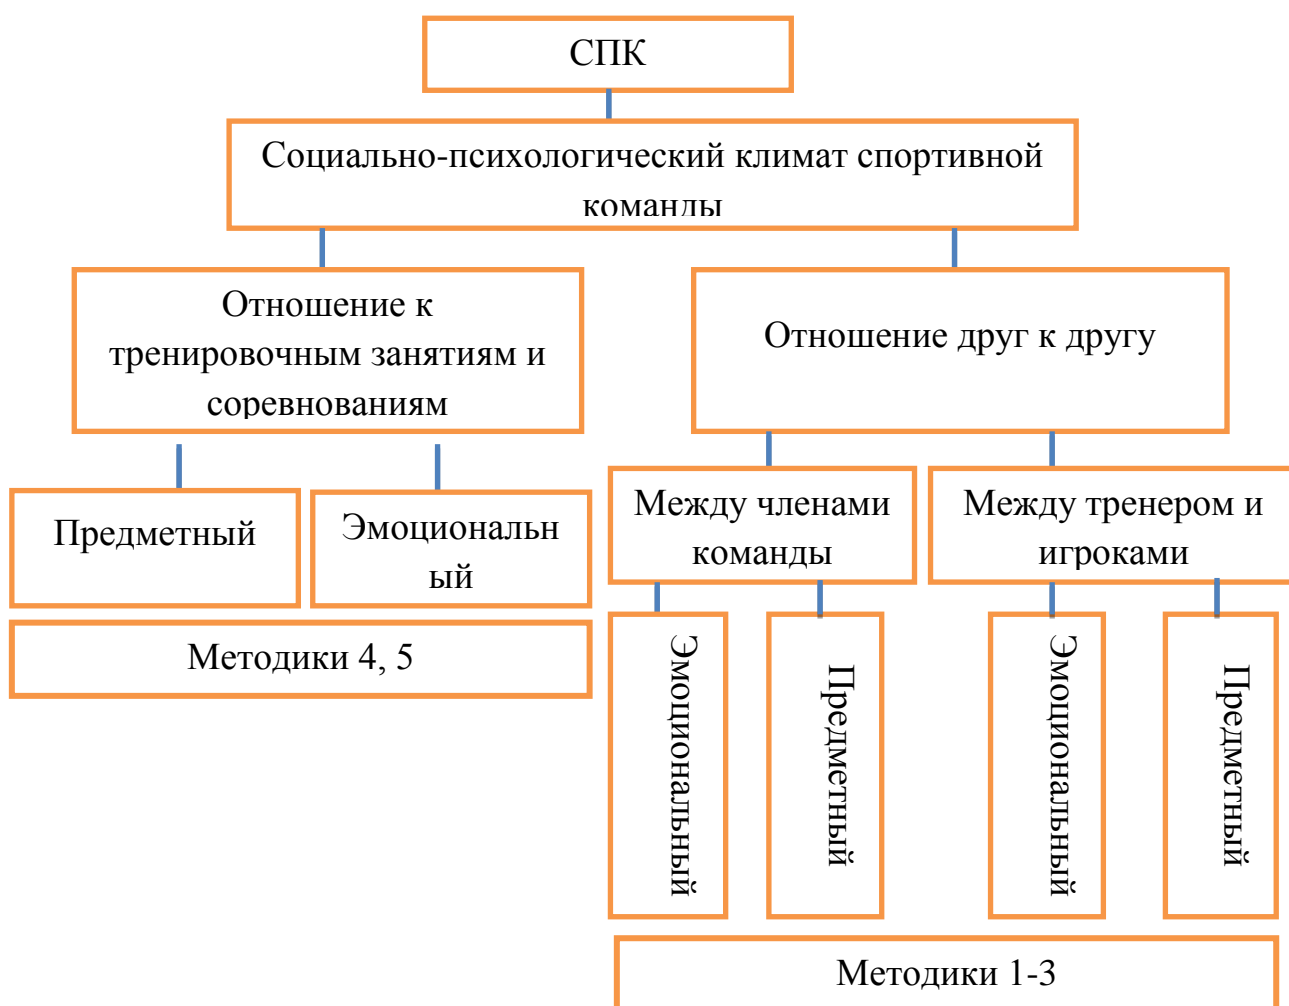 СПК
Социально-психологический климат спортивной
команды
Отношение к
тренировочным занятиям и
соревнованиям
Отношение друг к другу
Предметный
Эмоциональн
ый
Между членами
команды
Между тренером и
игроками
Методики 4, 5
Эмоциональный
Предметный
Эмоциональный
Предметный
Методики 1-3